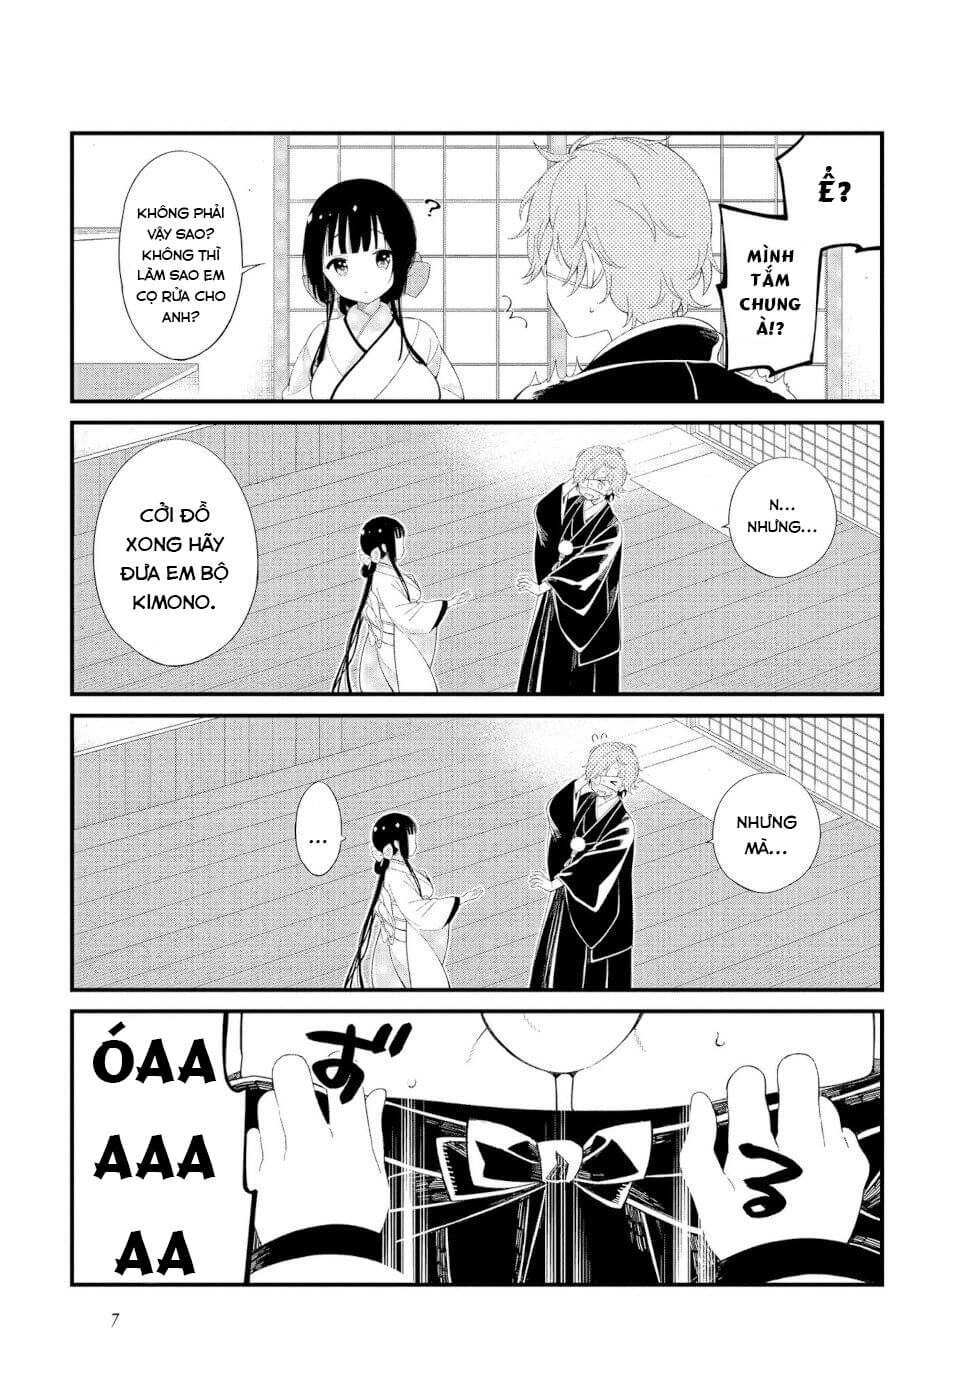 Ể?
MÌNH
TẮM
CHUNG
À!?
?
KHÔNG PHẢI
VẬY SAO?
KHÔNG THÌ
LÀM SAO EM
CỌ RỬA CHO
ANH?
N...
NHƯNG...
CỞI ĐỒ
XONG HÃY
ĐƯA EM BỘ
KIMONO.
NHƯNG
MÀ...
...
ず
る
ÓAA
AAA
AA
7